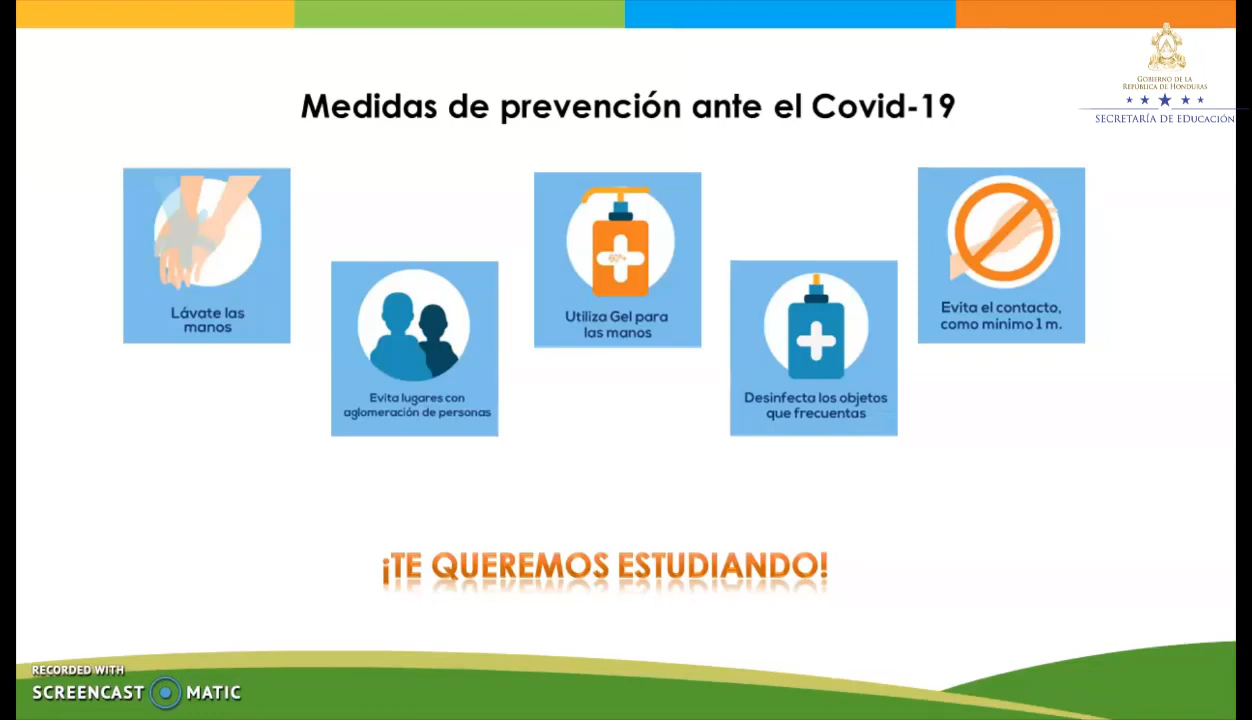 GOBIERNO DE LA
REPÚBLICA DE HONDURAS
SECRETARÍA DE EDUCACIÓN
Medidas de prevención ante el Covid-19
Lávate las
manos
Evita lugares con
aglomeración de personas
60º+
Utiliza Gel para
las manos
Desinfecta los objetos
que frecuentas
Evita el contacto,
como mínimo 1 m.
¡TE QUEREMOS ESTUDIANDO!
RECORDED WITH
SCREENCAST MATIC